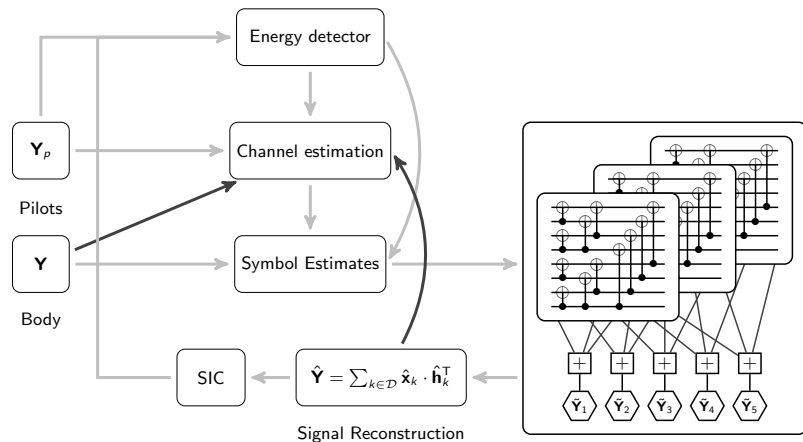 Energy detector
Y_p
Channel estimation
Pilots
Y
Symbol Estimates
Body
SIC
Ŷ = ∑_{k∈𝒟} x̂_k · ĥ_k^T
Signal Reconstruction
+ + + + +
Ỹ_1 Ỹ_2 Ỹ_3 Ỹ_4 Ỹ_5